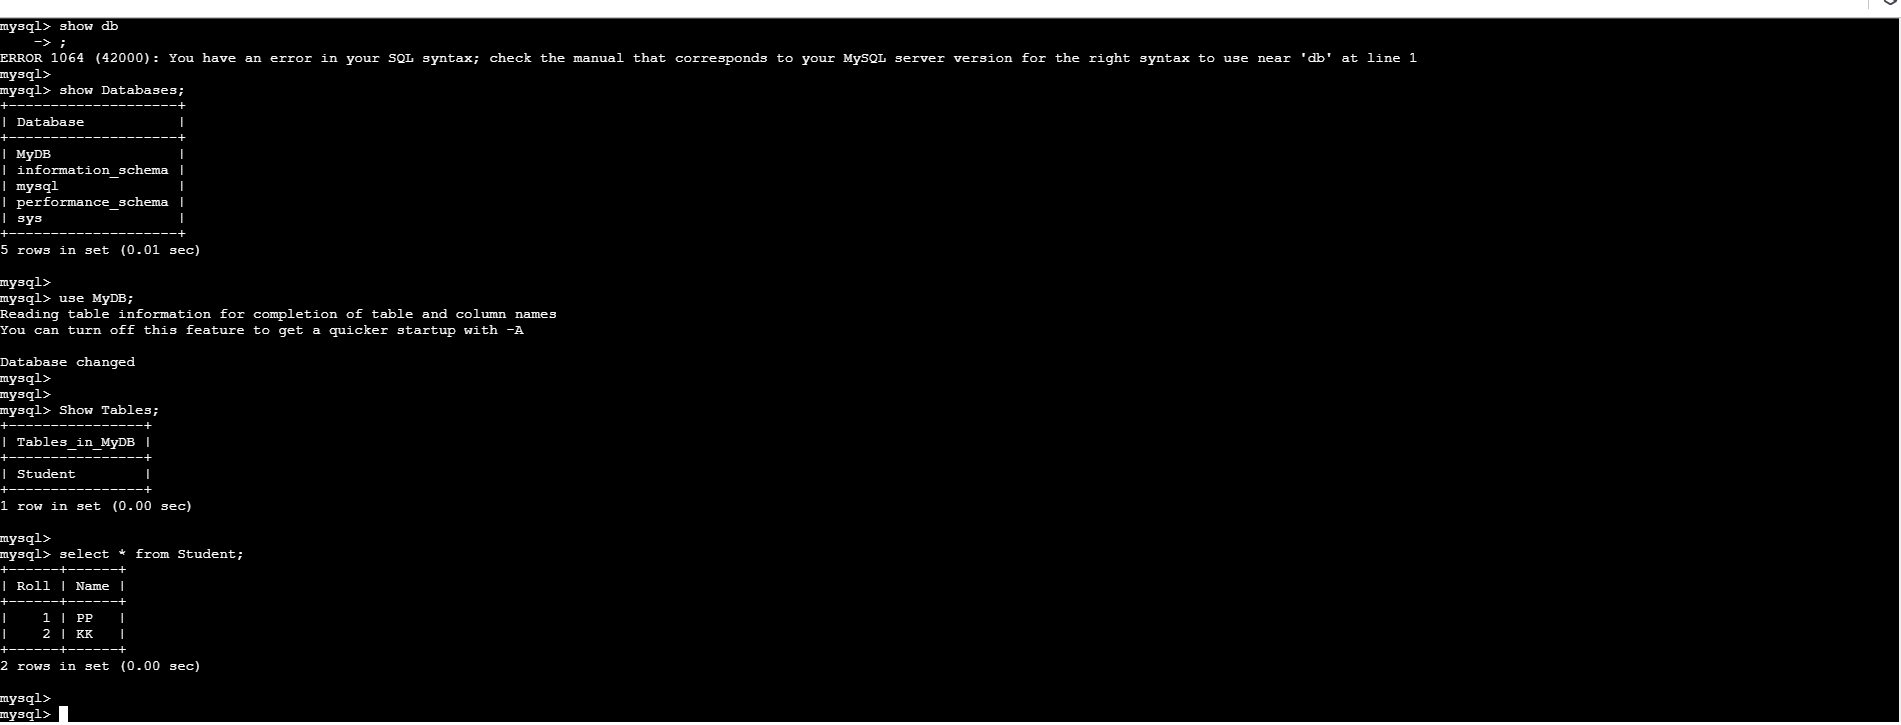 mysql> show db
    -> ;
ERROR 1064 (42000): You have an error in your SQL syntax; check the manual that corresponds to your MySQL server version for the right syntax to use near 'db' at line 1
mysql>
mysql> show Databases;
+--------------------+
| Database           |
+--------------------+
| MyDB               |
| information_schema |
| mysql              |
| performance_schema |
| sys                |
+--------------------+
5 rows in set (0.01 sec)

mysql>
mysql> use MyDB;
Reading table information for completion of table and column names
You can turn off this feature to get a quicker startup with -A

Database changed
mysql>
mysql>
mysql> Show Tables;
+----------------+
| Tables_in_MyDB |
+----------------+
| Student        |
+----------------+
1 row in set (0.00 sec)

mysql>
mysql> select * from Student;
+------+------+
| Roll | Name |
+------+------+
|    1 | PP   |
|    2 | KK   |
+------+------+
2 rows in set (0.00 sec)

mysql>
mysql>